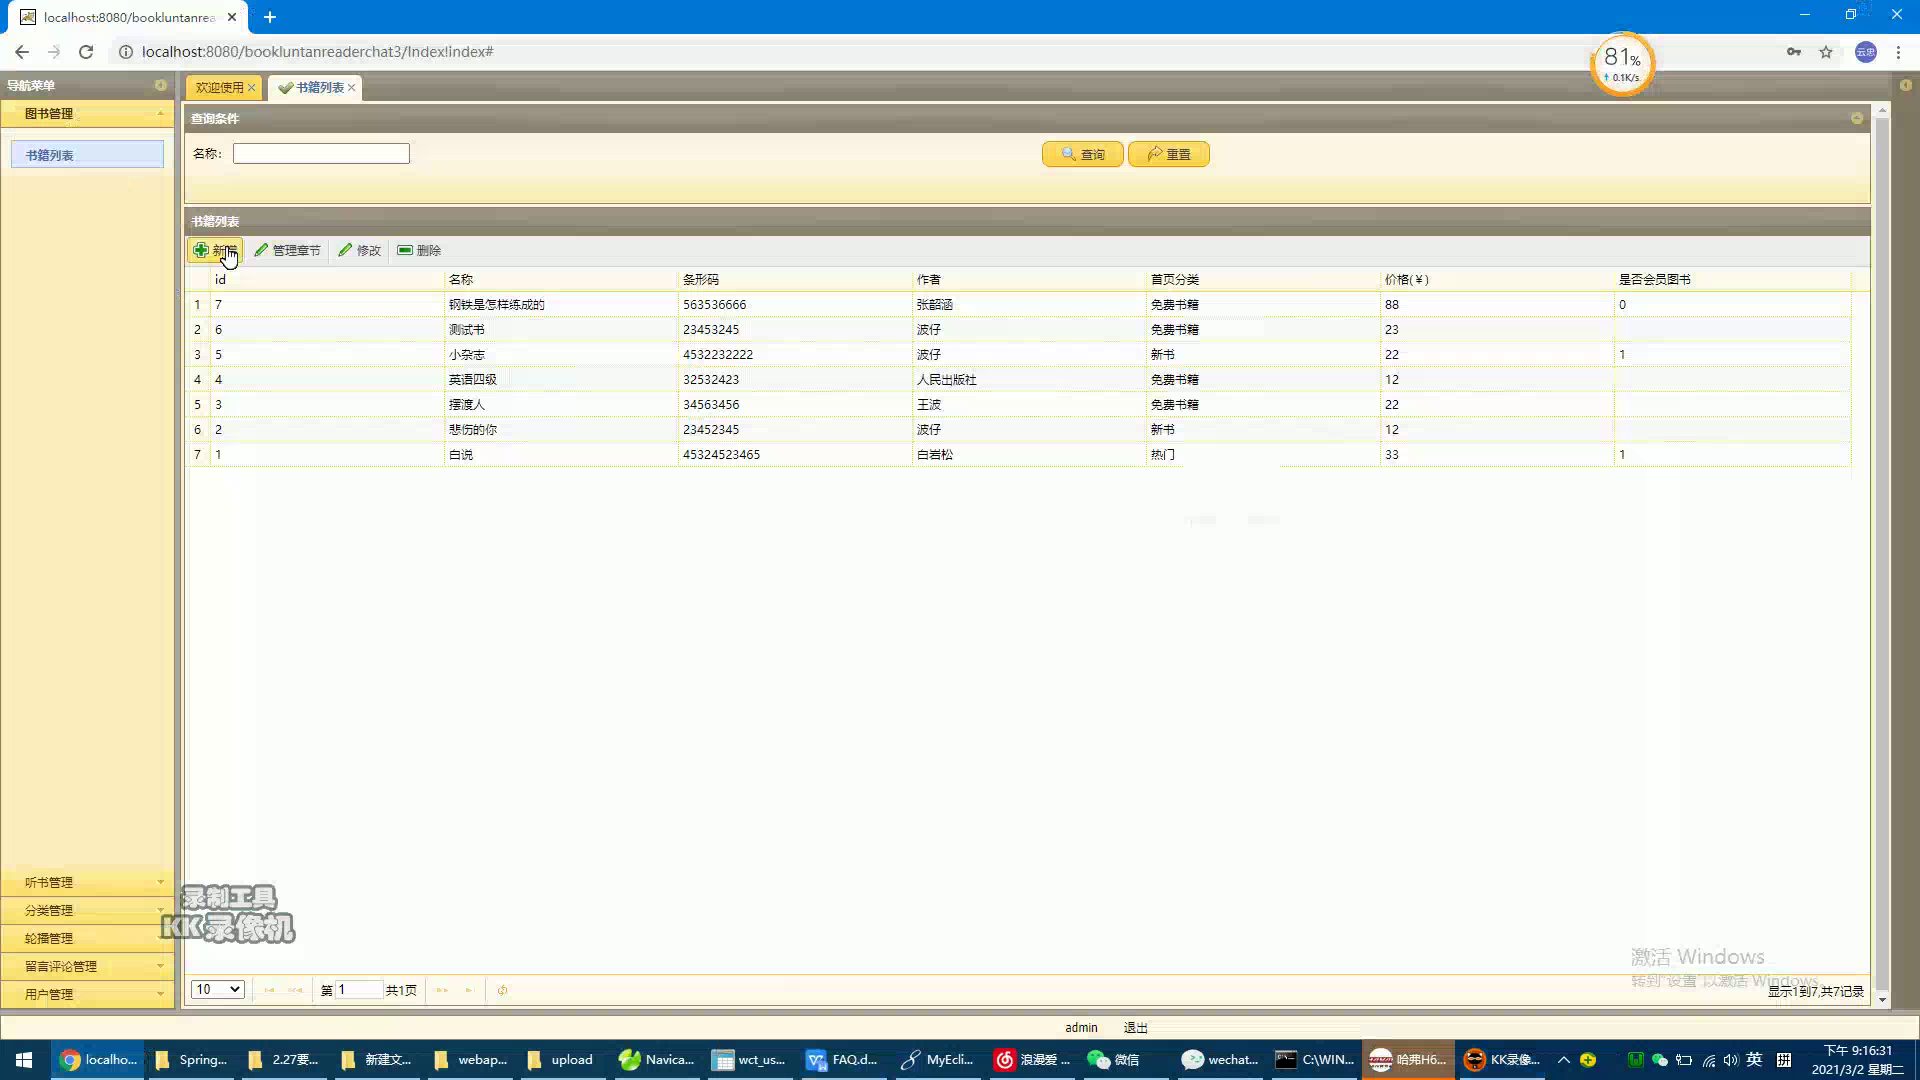 localhost:8080/bookluntanrea
localhost:8080/bookluntanreaderchat3/Index!index#
81%
0.1K/s
云忠
导航菜单
图书管理
书籍列表
听书管理
分类管理
轮播管理
留言评论管理
用户管理
欢迎使用
书籍列表
查询条件
名称:
查询
重置
书籍列表
新增
管理章节
修改
删除
id 名称 条形码 作者 首页分类 价格(￥) 是否会员图书
1 7 钢铁是怎样练成的 563536666 张韶涵 免费书籍 88 0
2 6 测试书 23453245 波仔 免费书籍 23
3 5 小杂志 4532232222 波仔 新书 22 1
4 4 英语四级 32532423 人民出版社 免费书籍 12
5 3 摆渡人 34563456 王波 免费书籍 22
6 2 悲伤的你 23452345 波仔 新书 12
7 1 白说 45324523465 白岩松 热门 33 1
录制工具
KK录像机
激活 Windows
转到"设置"以激活 Windows。
10 第 1 共1页
显示1到7,共7记录
admin 退出
localho... Spring... 2.27要... 新建文... webap... upload Navica... wct_us... FAQ.d... MyEcli... 浪漫爱 ... 微信 wechat... C:\WIN... 哈弗H6... KK录像... 英 拼
下午 9:16:31
2021/3/2 星期二